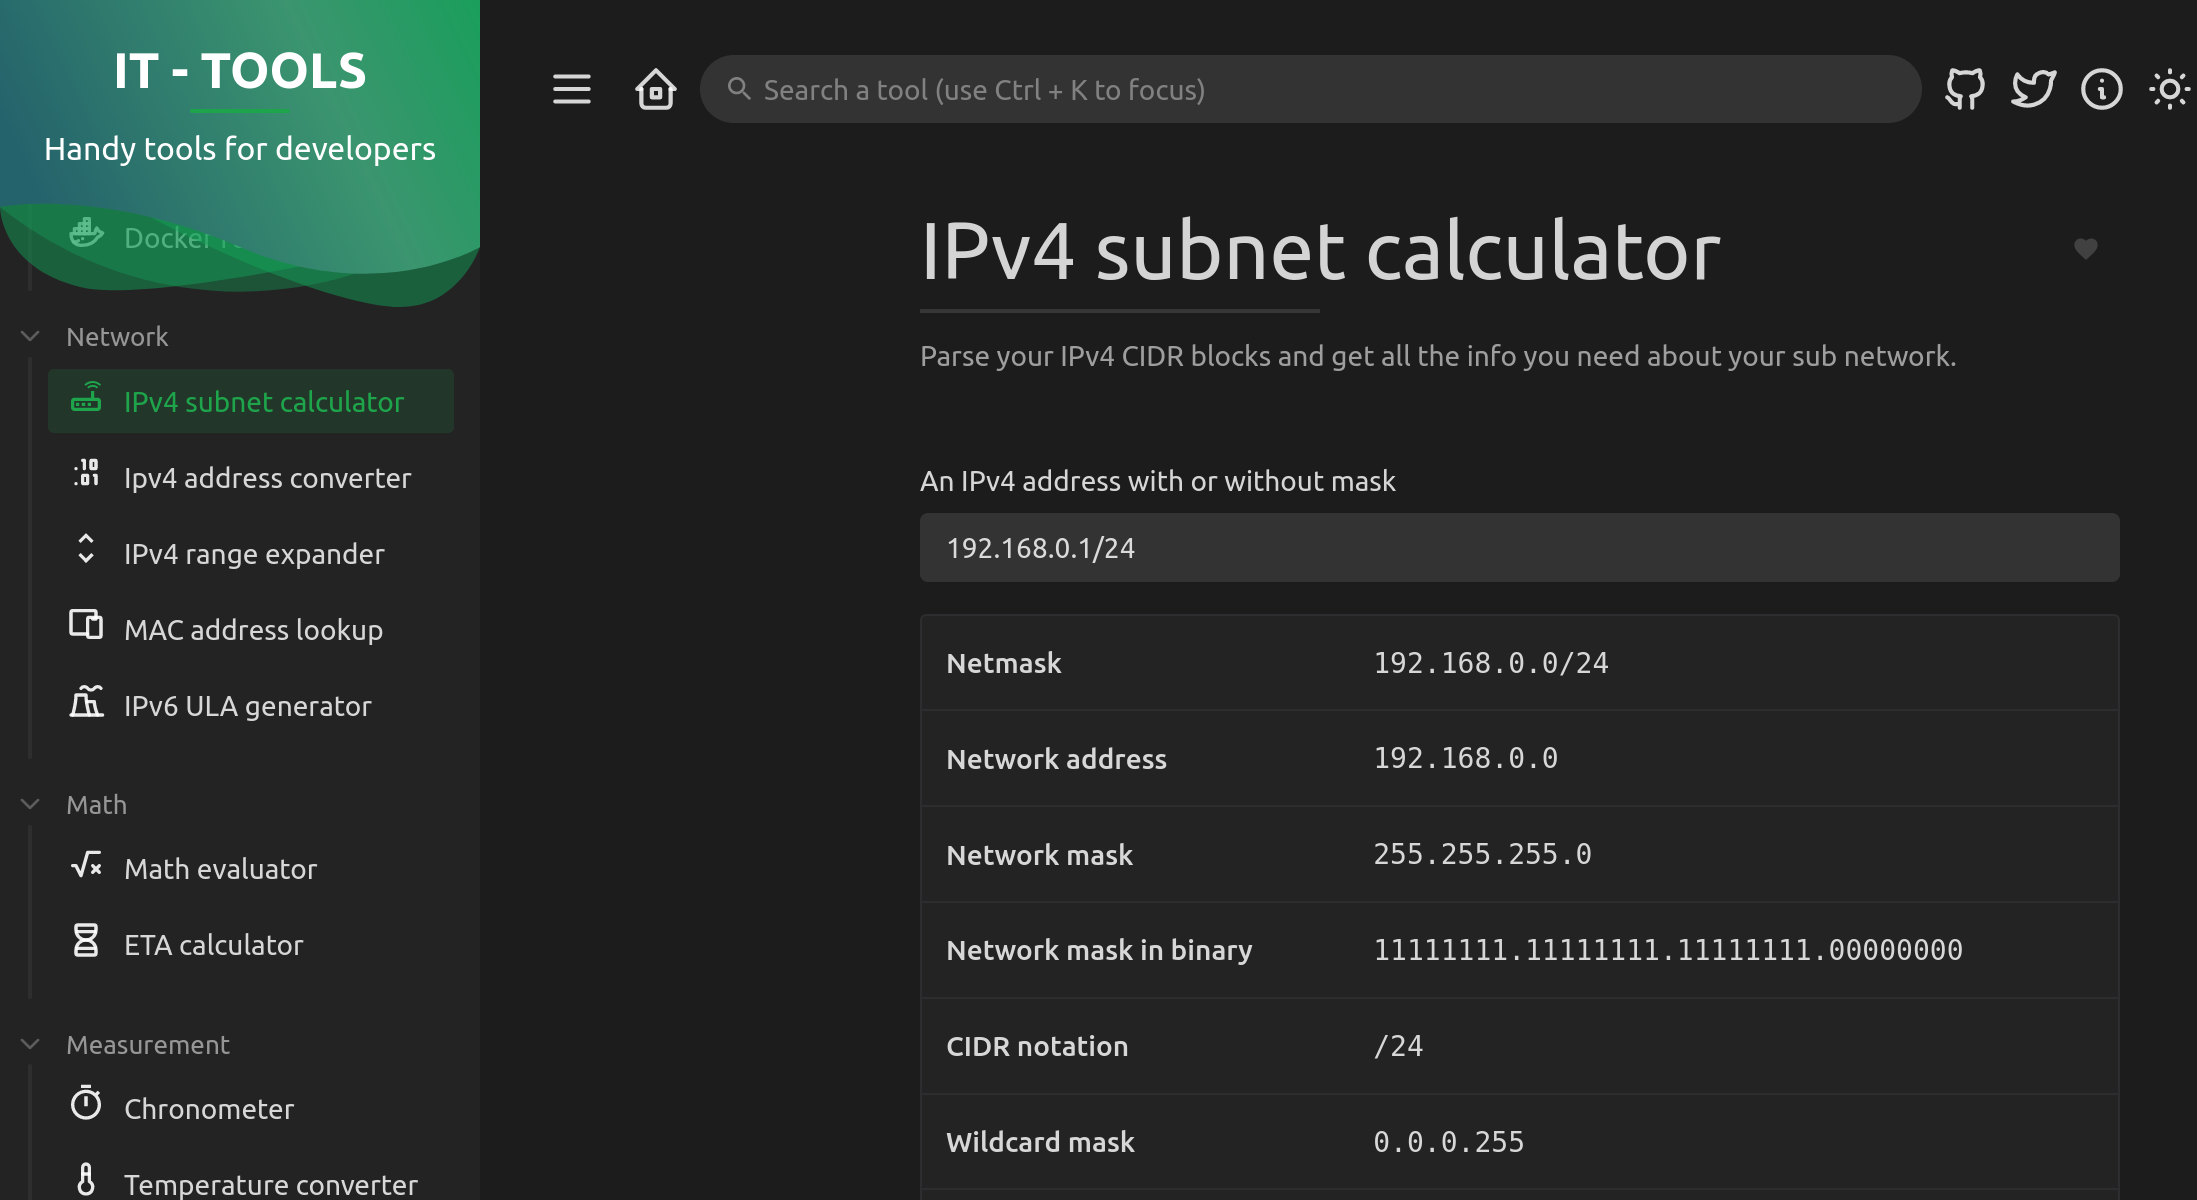 IT - TOOLS
Handy tools for developers
Docker
Network
IPv4 subnet calculator
Ipv4 address converter
IPv4 range expander
MAC address lookup
IPv6 ULA generator
Math
Math evaluator
ETA calculator
Measurement
Chronometer
Temperature converter
Search a tool (use Ctrl + K to focus)
IPv4 subnet calculator
Parse your IPv4 CIDR blocks and get all the info you need about your sub network.
An IPv4 address with or without mask
192.168.0.1/24
Netmask 192.168.0.0/24
Network address 192.168.0.0
Network mask 255.255.255.0
Network mask in binary 11111111.11111111.11111111.00000000
CIDR notation /24
Wildcard mask 0.0.0.255